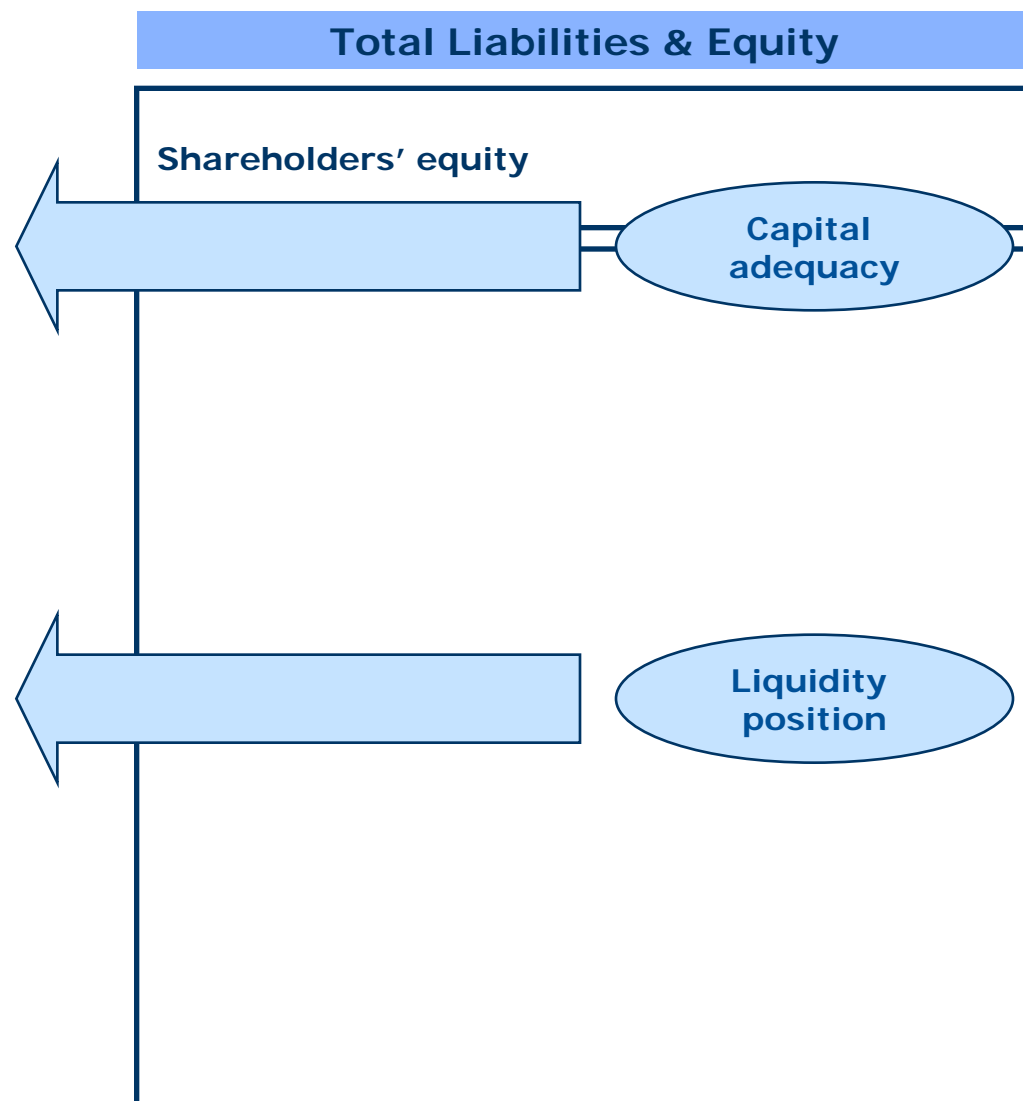 Total Liabilities & Equity
Shareholders’ equity
Capital
adequacy
Liquidity
position